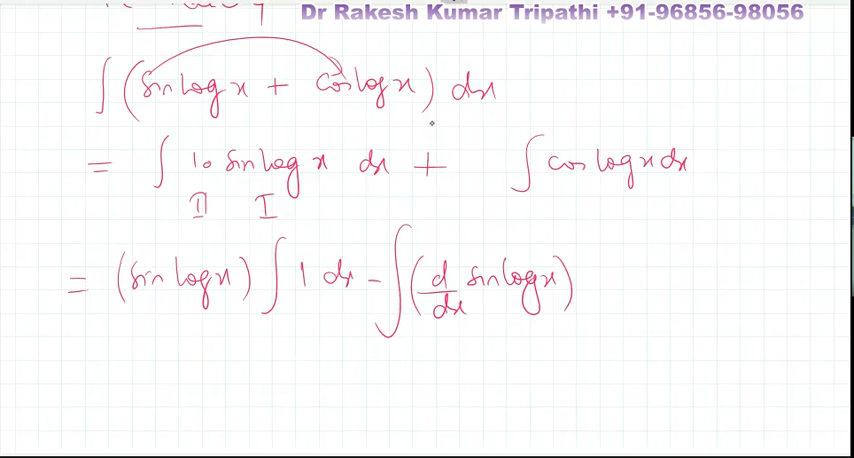 Dr Rakesh Kumar Tripathi +91-96856-98056
∫ (sin log x + cos log x) dx
= ∫ 1∘ sin log x dx + ∫ cos log x dx
II I
= (sin log x) ∫ 1 dx - ∫ (d/dx sin log x)